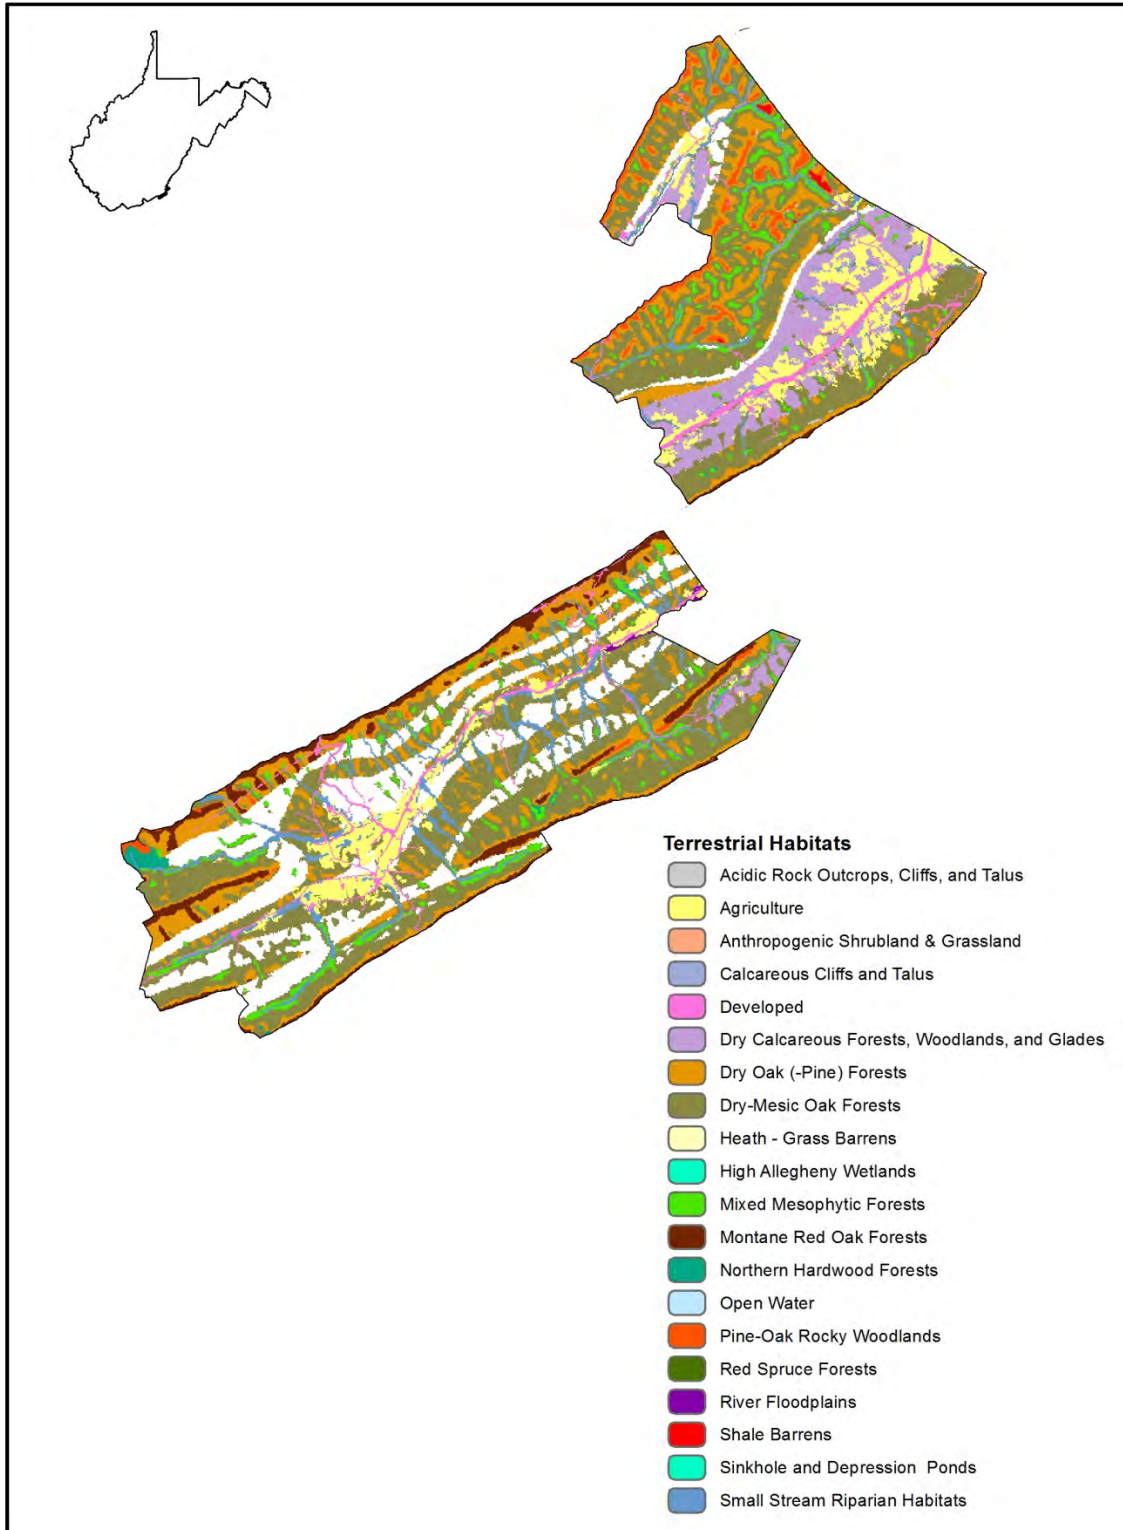 Terrestrial Habitats
Acidic Rock Outcrops, Cliffs, and Talus
Agriculture
Anthropogenic Shrubland & Grassland
Calcareous Cliffs and Talus
Developed
Dry Calcareous Forests, Woodlands, and Glades
Dry Oak (-Pine) Forests
Dry-Mesic Oak Forests
Heath - Grass Barrens
High Allegheny Wetlands
Mixed Mesophytic Forests
Montane Red Oak Forests
Northern Hardwood Forests
Open Water
Pine-Oak Rocky Woodlands
Red Spruce Forests
River Floodplains
Shale Barrens
Sinkhole and Depression  Ponds
Small Stream Riparian Habitats